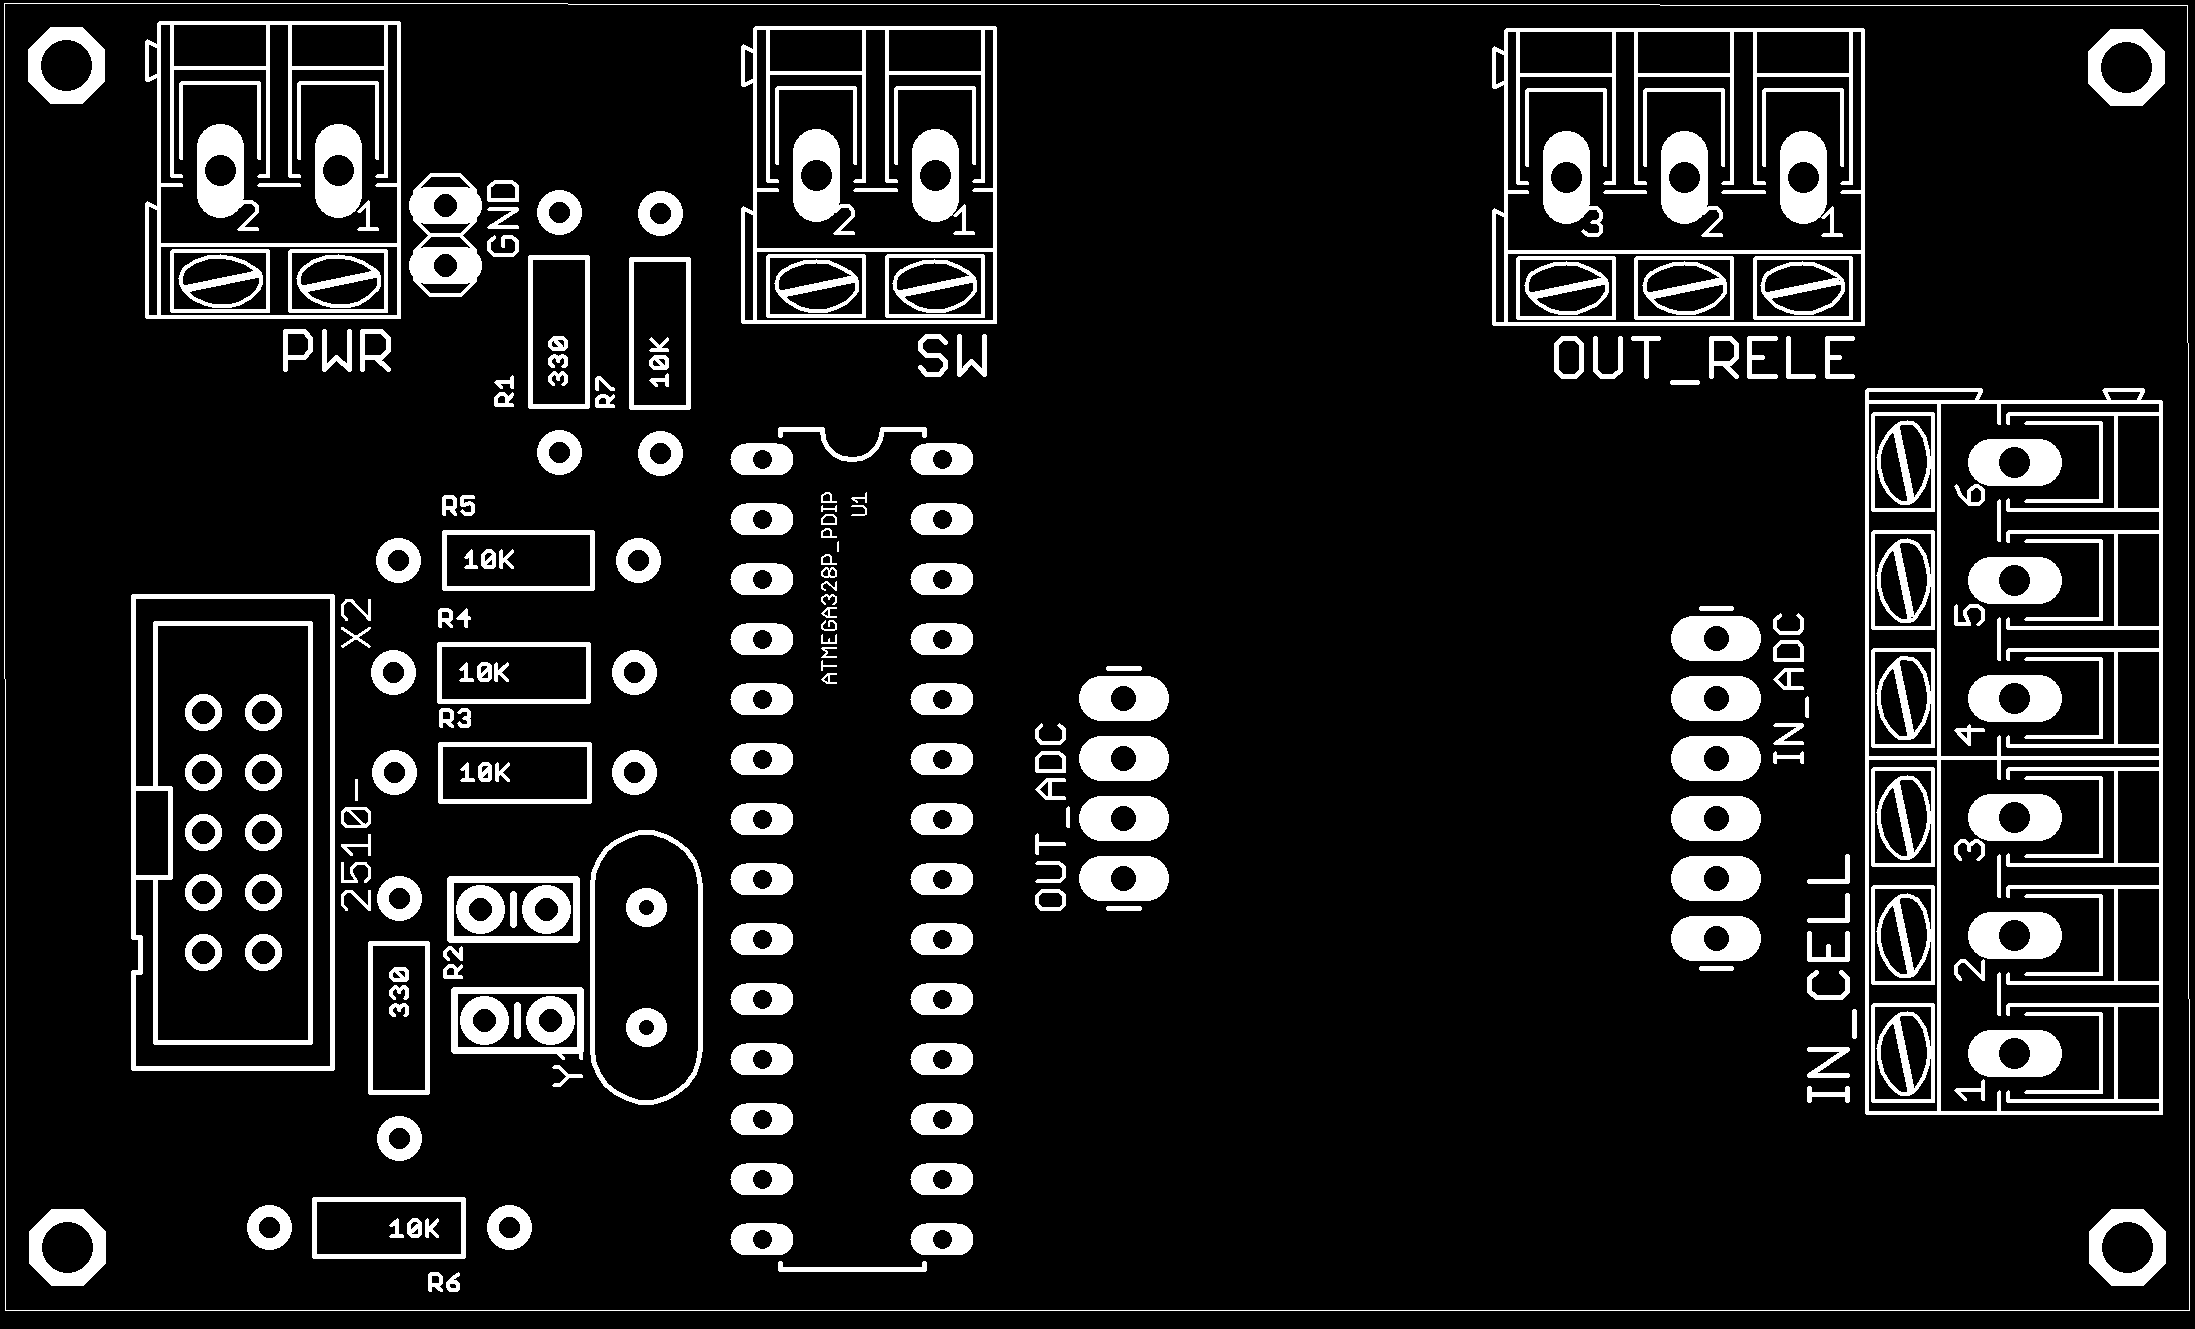 2 1
GND
PWR
2 1
SW
3 2 1
OUT_RELE
R1
330
R7
10K
R5
10K
R4
10K
R3
10K
X2
2510-
R2
330
Y1
10K
R6
ATMEGA328P_PDIP
U1
OUT_ADC
IN_ADC
IN_CELL
6
5
4
3
2
1